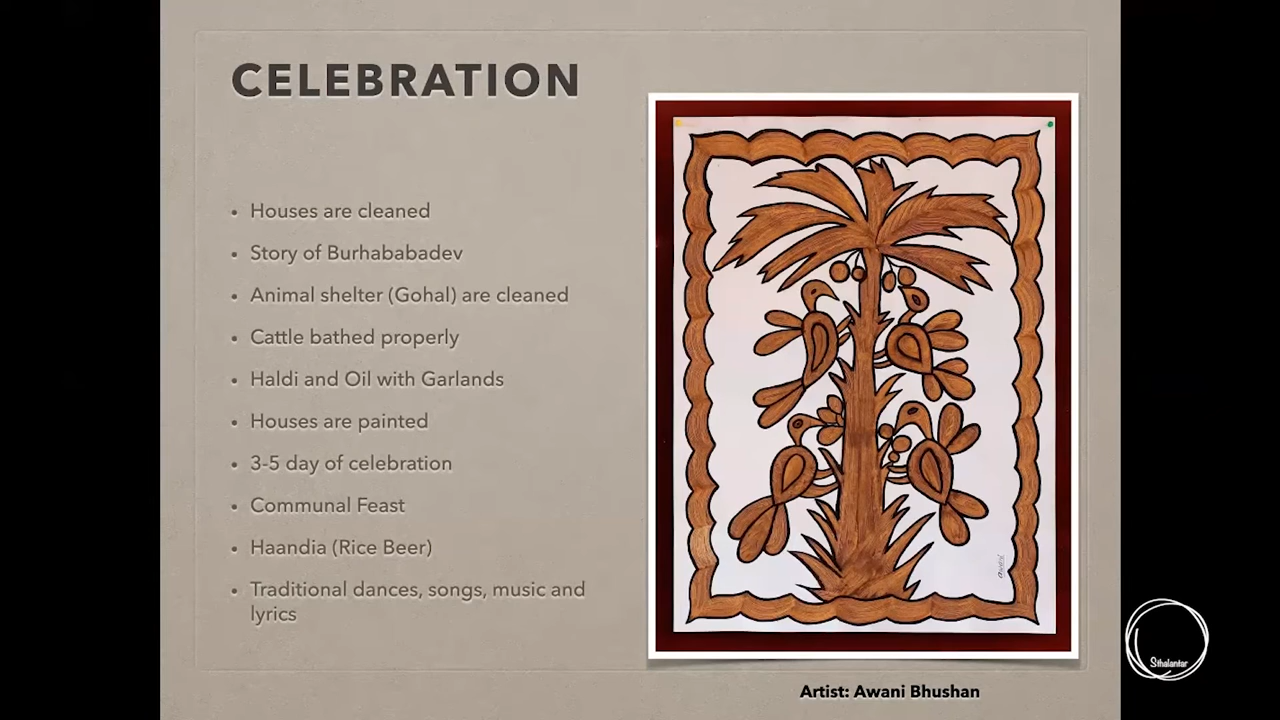 CELEBRATION
• Houses are cleaned
• Story of Burhababadev
• Animal shelter (Gohal) are cleaned
• Cattle bathed properly
• Haldi and Oil with Garlands
• Houses are painted
• 3-5 day of celebration
• Communal Feast
• Haandia (Rice Beer)
• Traditional dances, songs, music and
lyrics
Artist: Awani Bhushan
Sthalantar